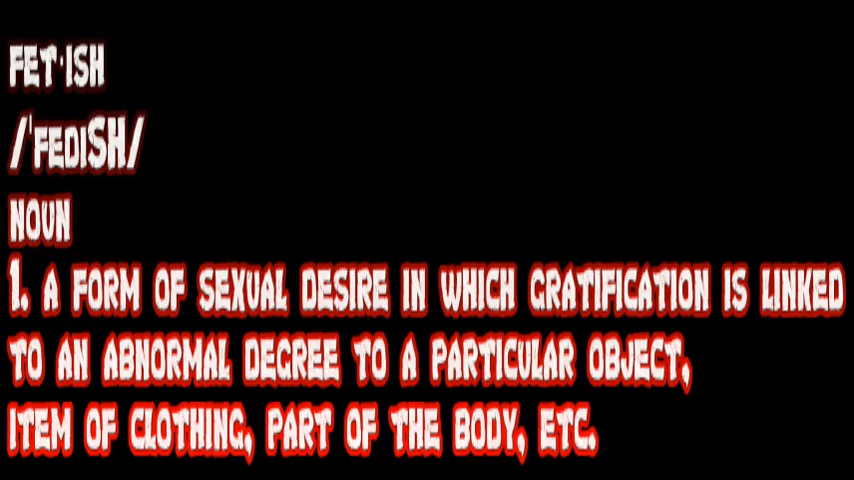 FET·ISH
/ˈFEDISH/
NOUN
1. A FORM OF SEXUAL DESIRE IN WHICH GRATIFICATION IS LINKED
TO AN ABNORMAL DEGREE TO A PARTICULAR OBJECT,
ITEM OF CLOTHING, PART OF THE BODY, ETC.